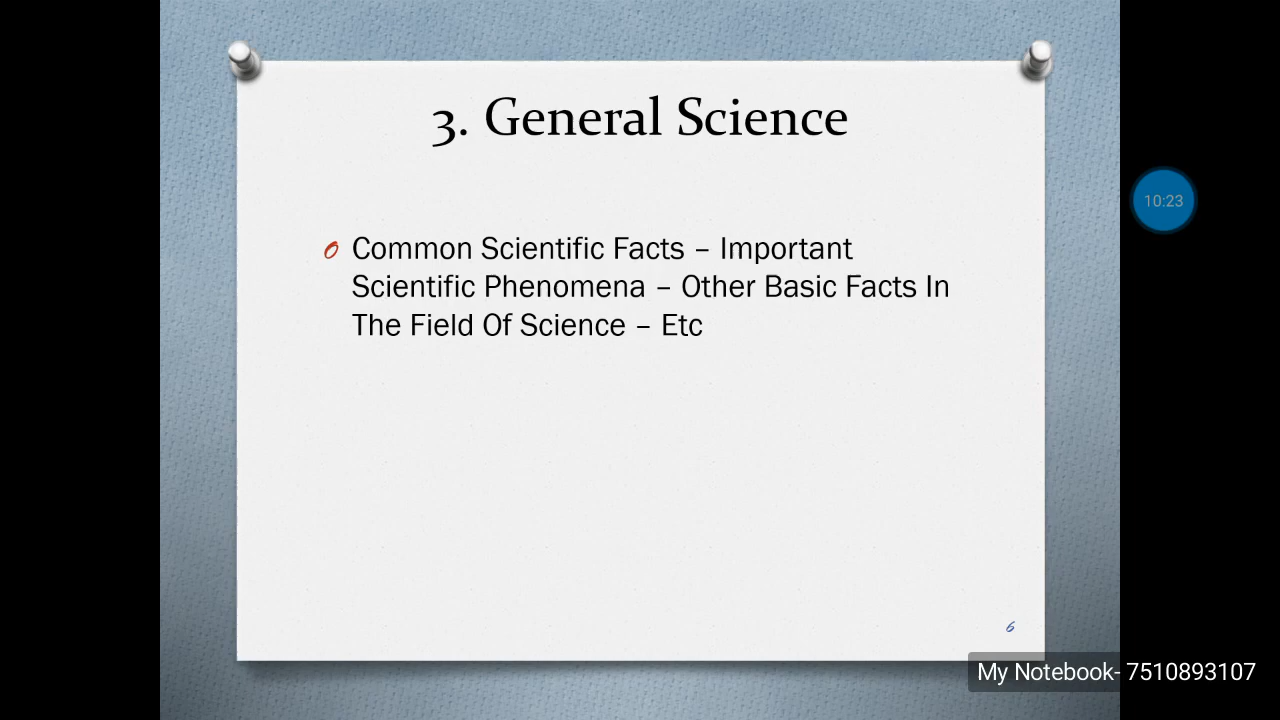 3. General Science
10:23
Common Scientific Facts – Important
Scientific Phenomena – Other Basic Facts In
The Field Of Science – Etc
6
My Notebook- 7510893107